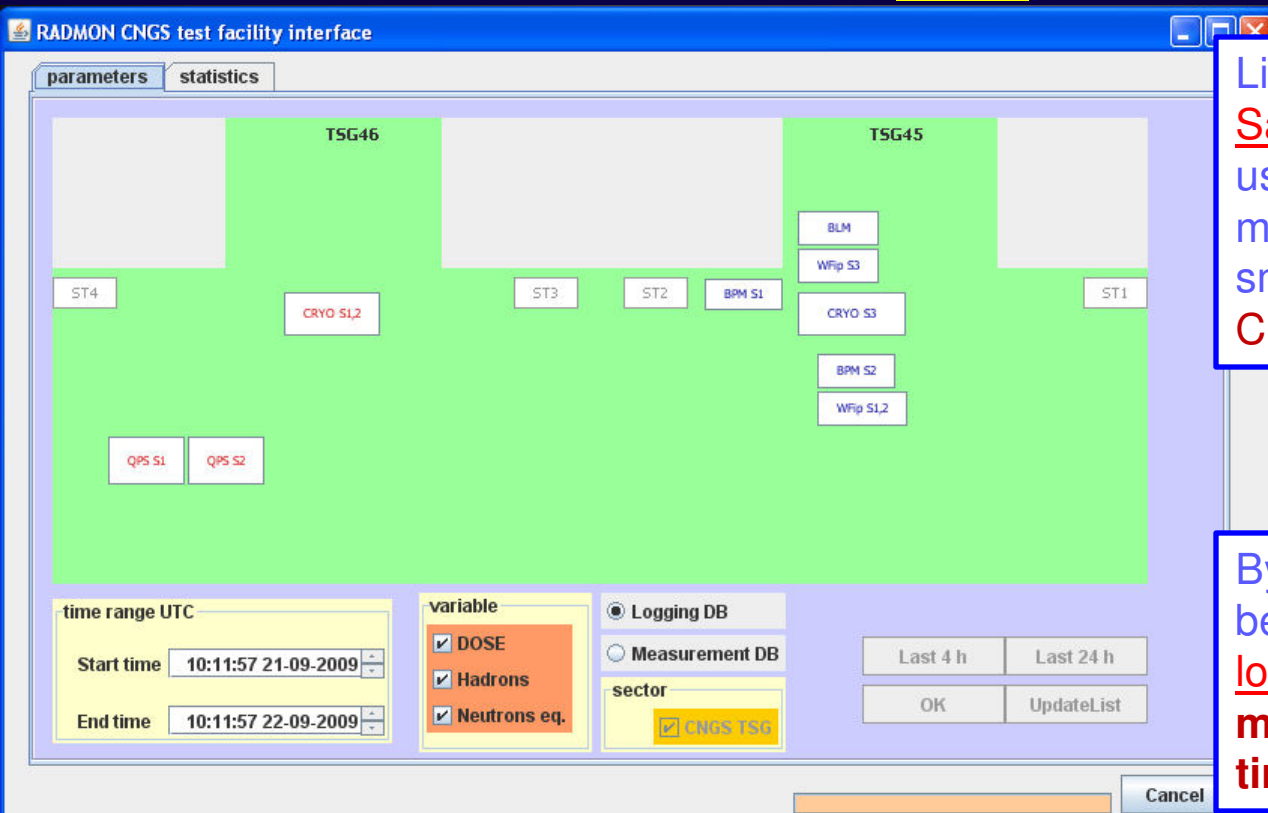 RADMON CNGS test facility interface
parameters statistics
TSG46 TSG45
BLM
WFip S3
ST4 ST3 ST2 BPM S1 ST1
CRYO S1,2 CRYO S3
BPM S2
WFip S1,2
QPS S1 QPS S2
time range UTC
Start time 10:11:57 21-09-2009
End time 10:11:57 22-09-2009
variable
DOSE
Hadrons
Neutrons eq.
Logging DB
Measurement DB
sector
CNGS TSG
Last 4 h Last 24 h
OK UpdateList
Cancel